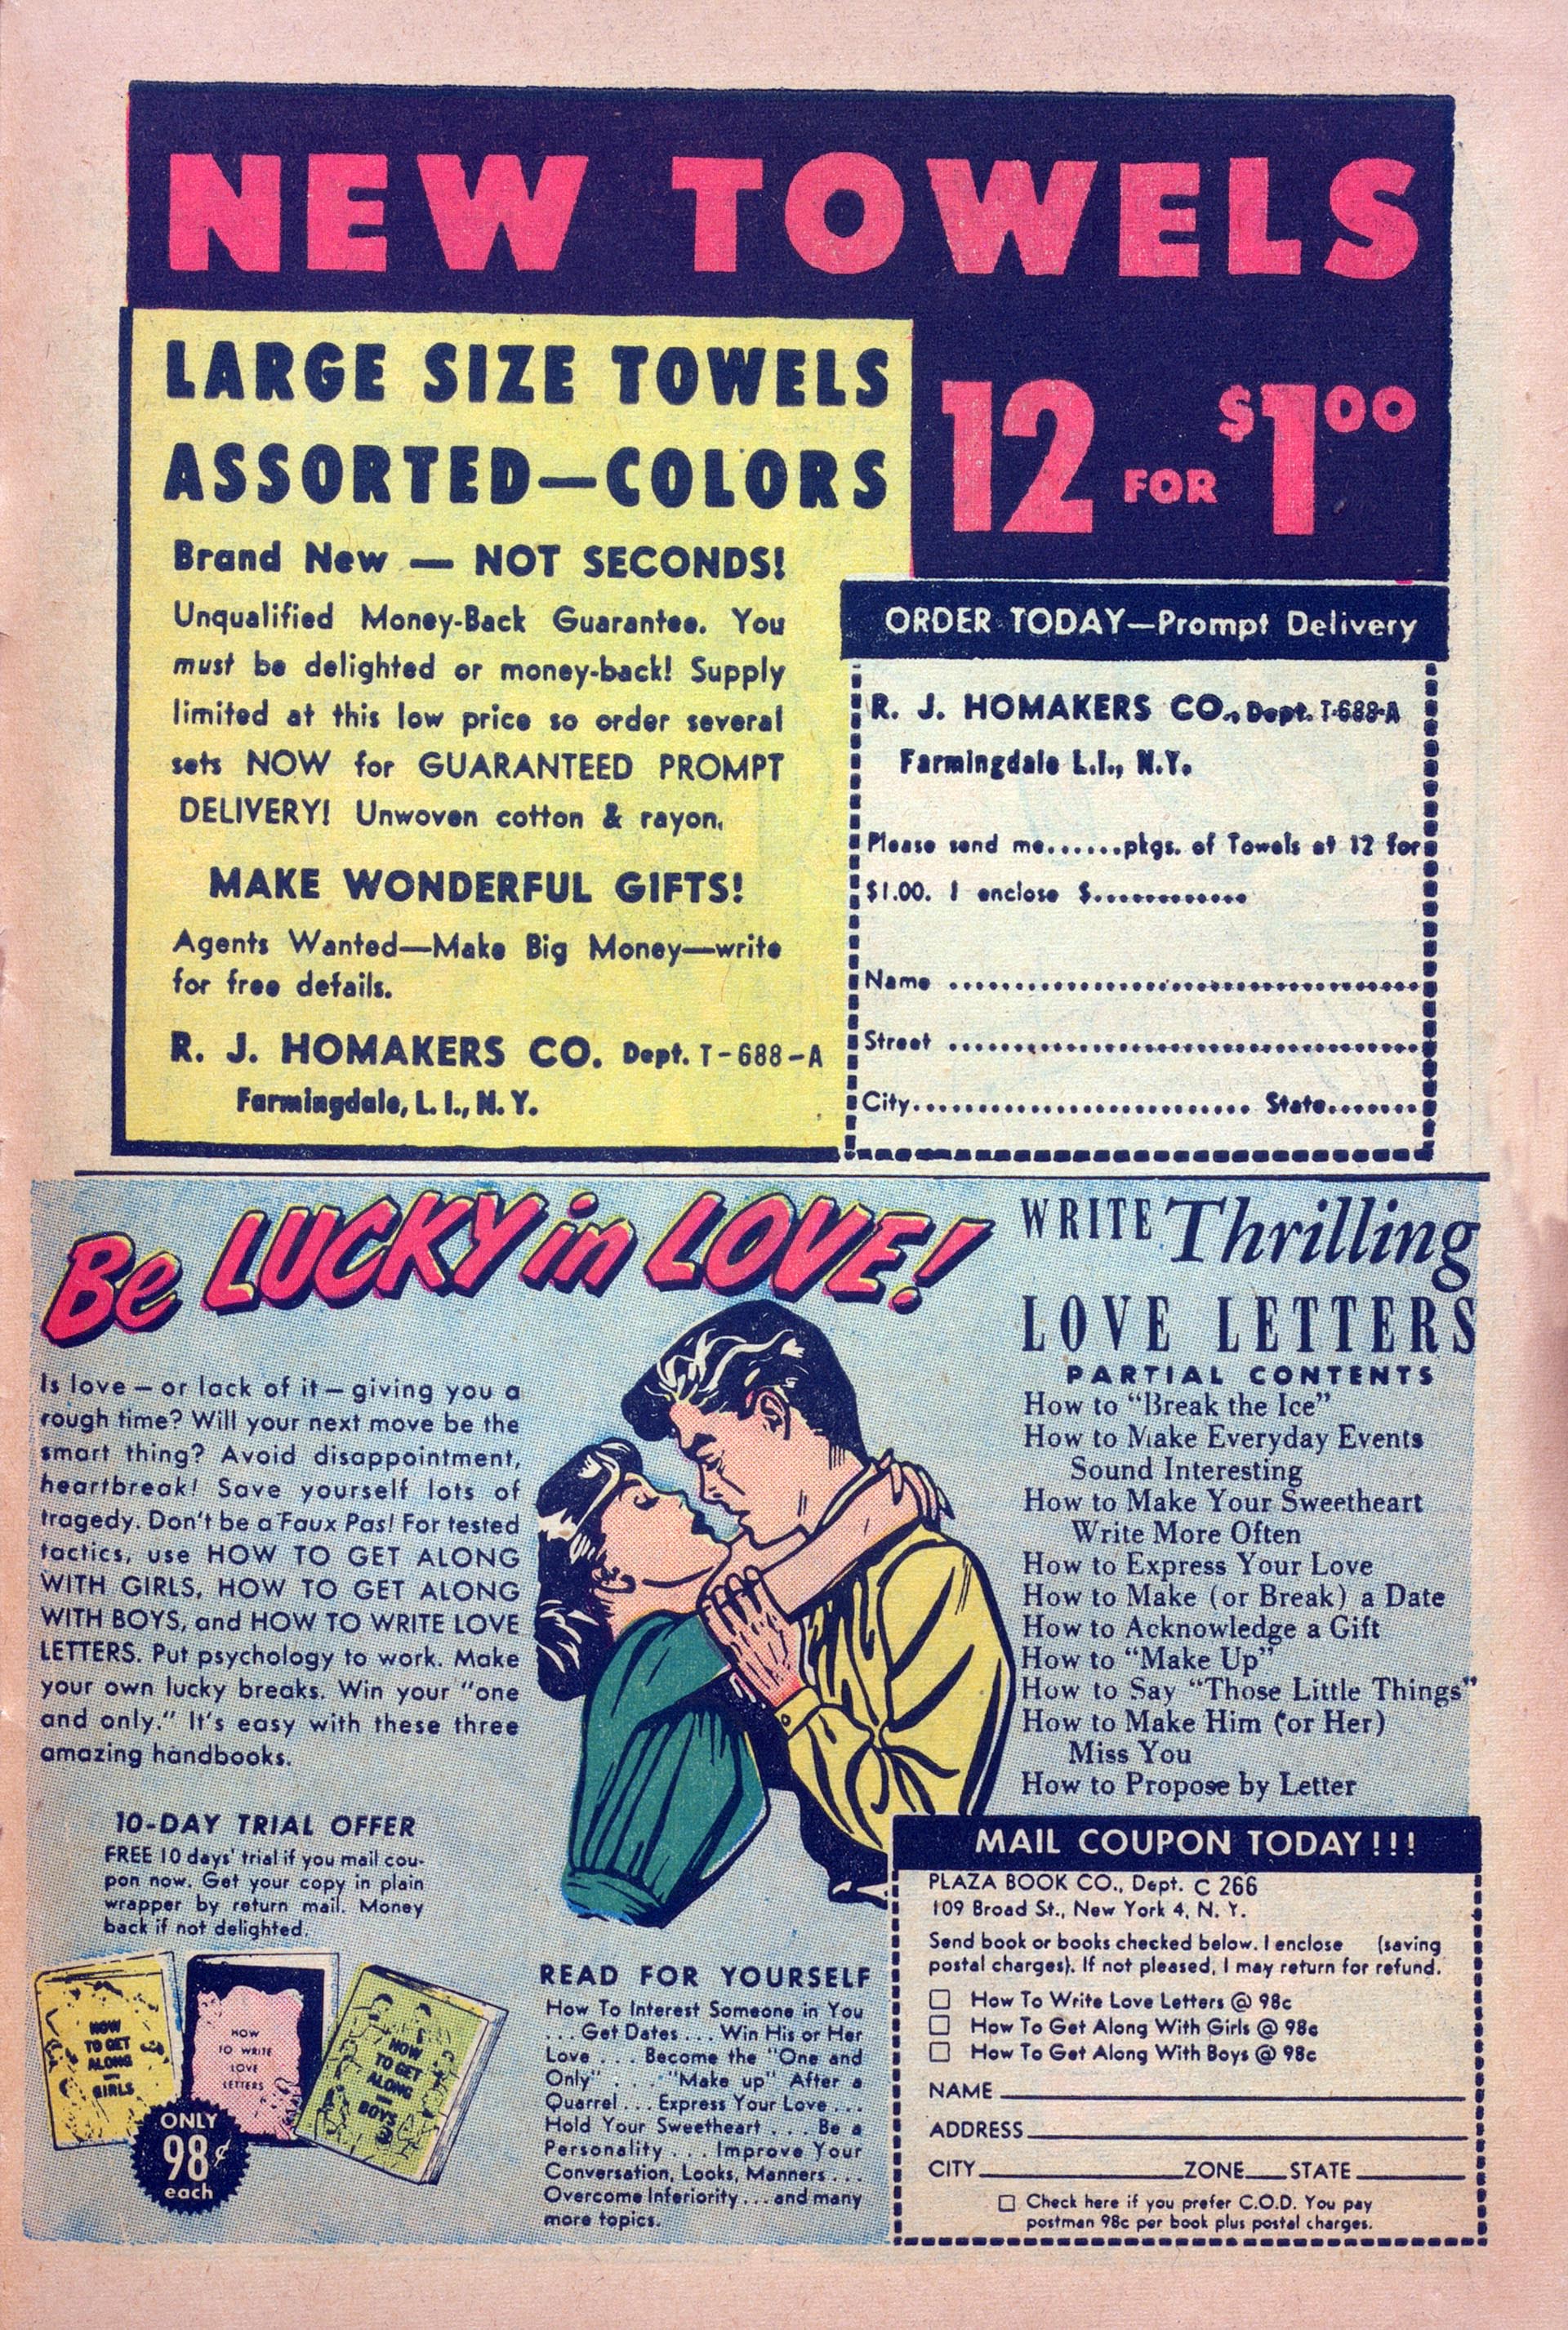 NEW TOWELS
LARGE SIZE TOWELS
ASSORTED—COLORS
12 FOR $1.00
Brand New — NOT SECONDS!
Unqualified Money-Back Guarantee. You
must be delighted or money-back! Supply
limited at this low price so order several
sets NOW for GUARANTEED PROMPT
DELIVERY! Unwoven cotton & rayon.
MAKE WONDERFUL GIFTS!
Agents Wanted—Make Big Money—write
for free details.
R. J. HOMAKERS CO. Dept. T-688-A
Farmingdale, L. I., N. Y.
ORDER TODAY—Prompt Delivery
R. J. HOMAKERS CO., Dept. T-688-A
Farmingdale L.I., N.Y.
Please send me.......pkgs. of Towels at 12 for
$1.00. I enclose $.............
Name ....................................
Street ....................................
City.......................... State.......
Be LUCKY in LOVE!
Is love — or lack of it — giving you a
rough time? Will your next move be the
smart thing? Avoid disappointment,
heartbreak! Save yourself lots of
tragedy. Don't be a Faux Pas! For tested
tactics, use HOW TO GET ALONG
WITH GIRLS, HOW TO GET ALONG
WITH BOYS, and HOW TO WRITE LOVE
LETTERS. Put psychology to work. Make
your own lucky breaks. Win your "one
and only." It's easy with these three
amazing handbooks.
10-DAY TRIAL OFFER
FREE 10 days' trial if you mail cou-
pon now. Get your copy in plain
wrapper by return mail. Money
back if not delighted.
HOW
TO GET
ALONG
GIRLS
HOW
TO WRITE
LOVE
LETTERS
HOW
TO GET
ALONG
BOYS
ONLY
98¢
each
READ FOR YOURSELF
How To Interest Someone in You
... Get Dates ... Win His or Her
Love ... Become the "One and
Only" ... "Make up" After a
Quarrel ... Express Your Love ...
Hold Your Sweetheart ... Be a
Personality ... Improve Your
Conversation, Looks, Manners ...
Overcome Inferiority ... and many
more topics.
WRITE Thrilling
LOVE LETTERS
PARTIAL CONTENTS
How to "Break the Ice"
How to Make Everyday Events
Sound Interesting
How to Make Your Sweetheart
Write More Often
How to Express Your Love
How to Make (or Break) a Date
How to Acknowledge a Gift
How to "Make Up"
How to Say "Those Little Things"
How to Make Him (or Her)
Miss You
How to Propose by Letter
MAIL COUPON TODAY!!!
PLAZA BOOK CO., Dept. C 266
109 Broad St., New York 4, N. Y.
Send book or books checked below. I enclose (saving
postal charges). If not pleased, I may return for refund.
☐ How To Write Love Letters @ 98c
☐ How To Get Along With Girls @ 98c
☐ How To Get Along With Boys @ 98c
NAME ____________________
ADDRESS ____________________
CITY __________ ZONE ___ STATE _______
☐ Check here if you prefer C.O.D. You pay
postman 98c per book plus postal charges.